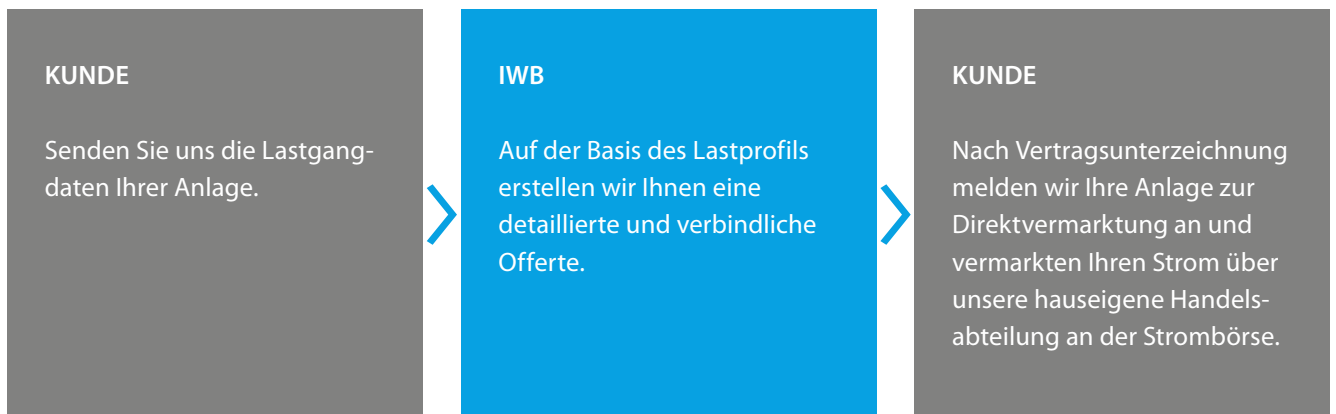 KUNDE
Senden Sie uns die Lastgang-
daten Ihrer Anlage.
IWB
Auf der Basis des Lastprofils
erstellen wir Ihnen eine
detaillierte und verbindliche
Offerte.
KUNDE
Nach Vertragsunterzeichnung
melden wir Ihre Anlage zur
Direktvermarktung an und
vermarkten Ihren Strom über
unsere hauseigene Handels-
abteilung an der Strombörse.